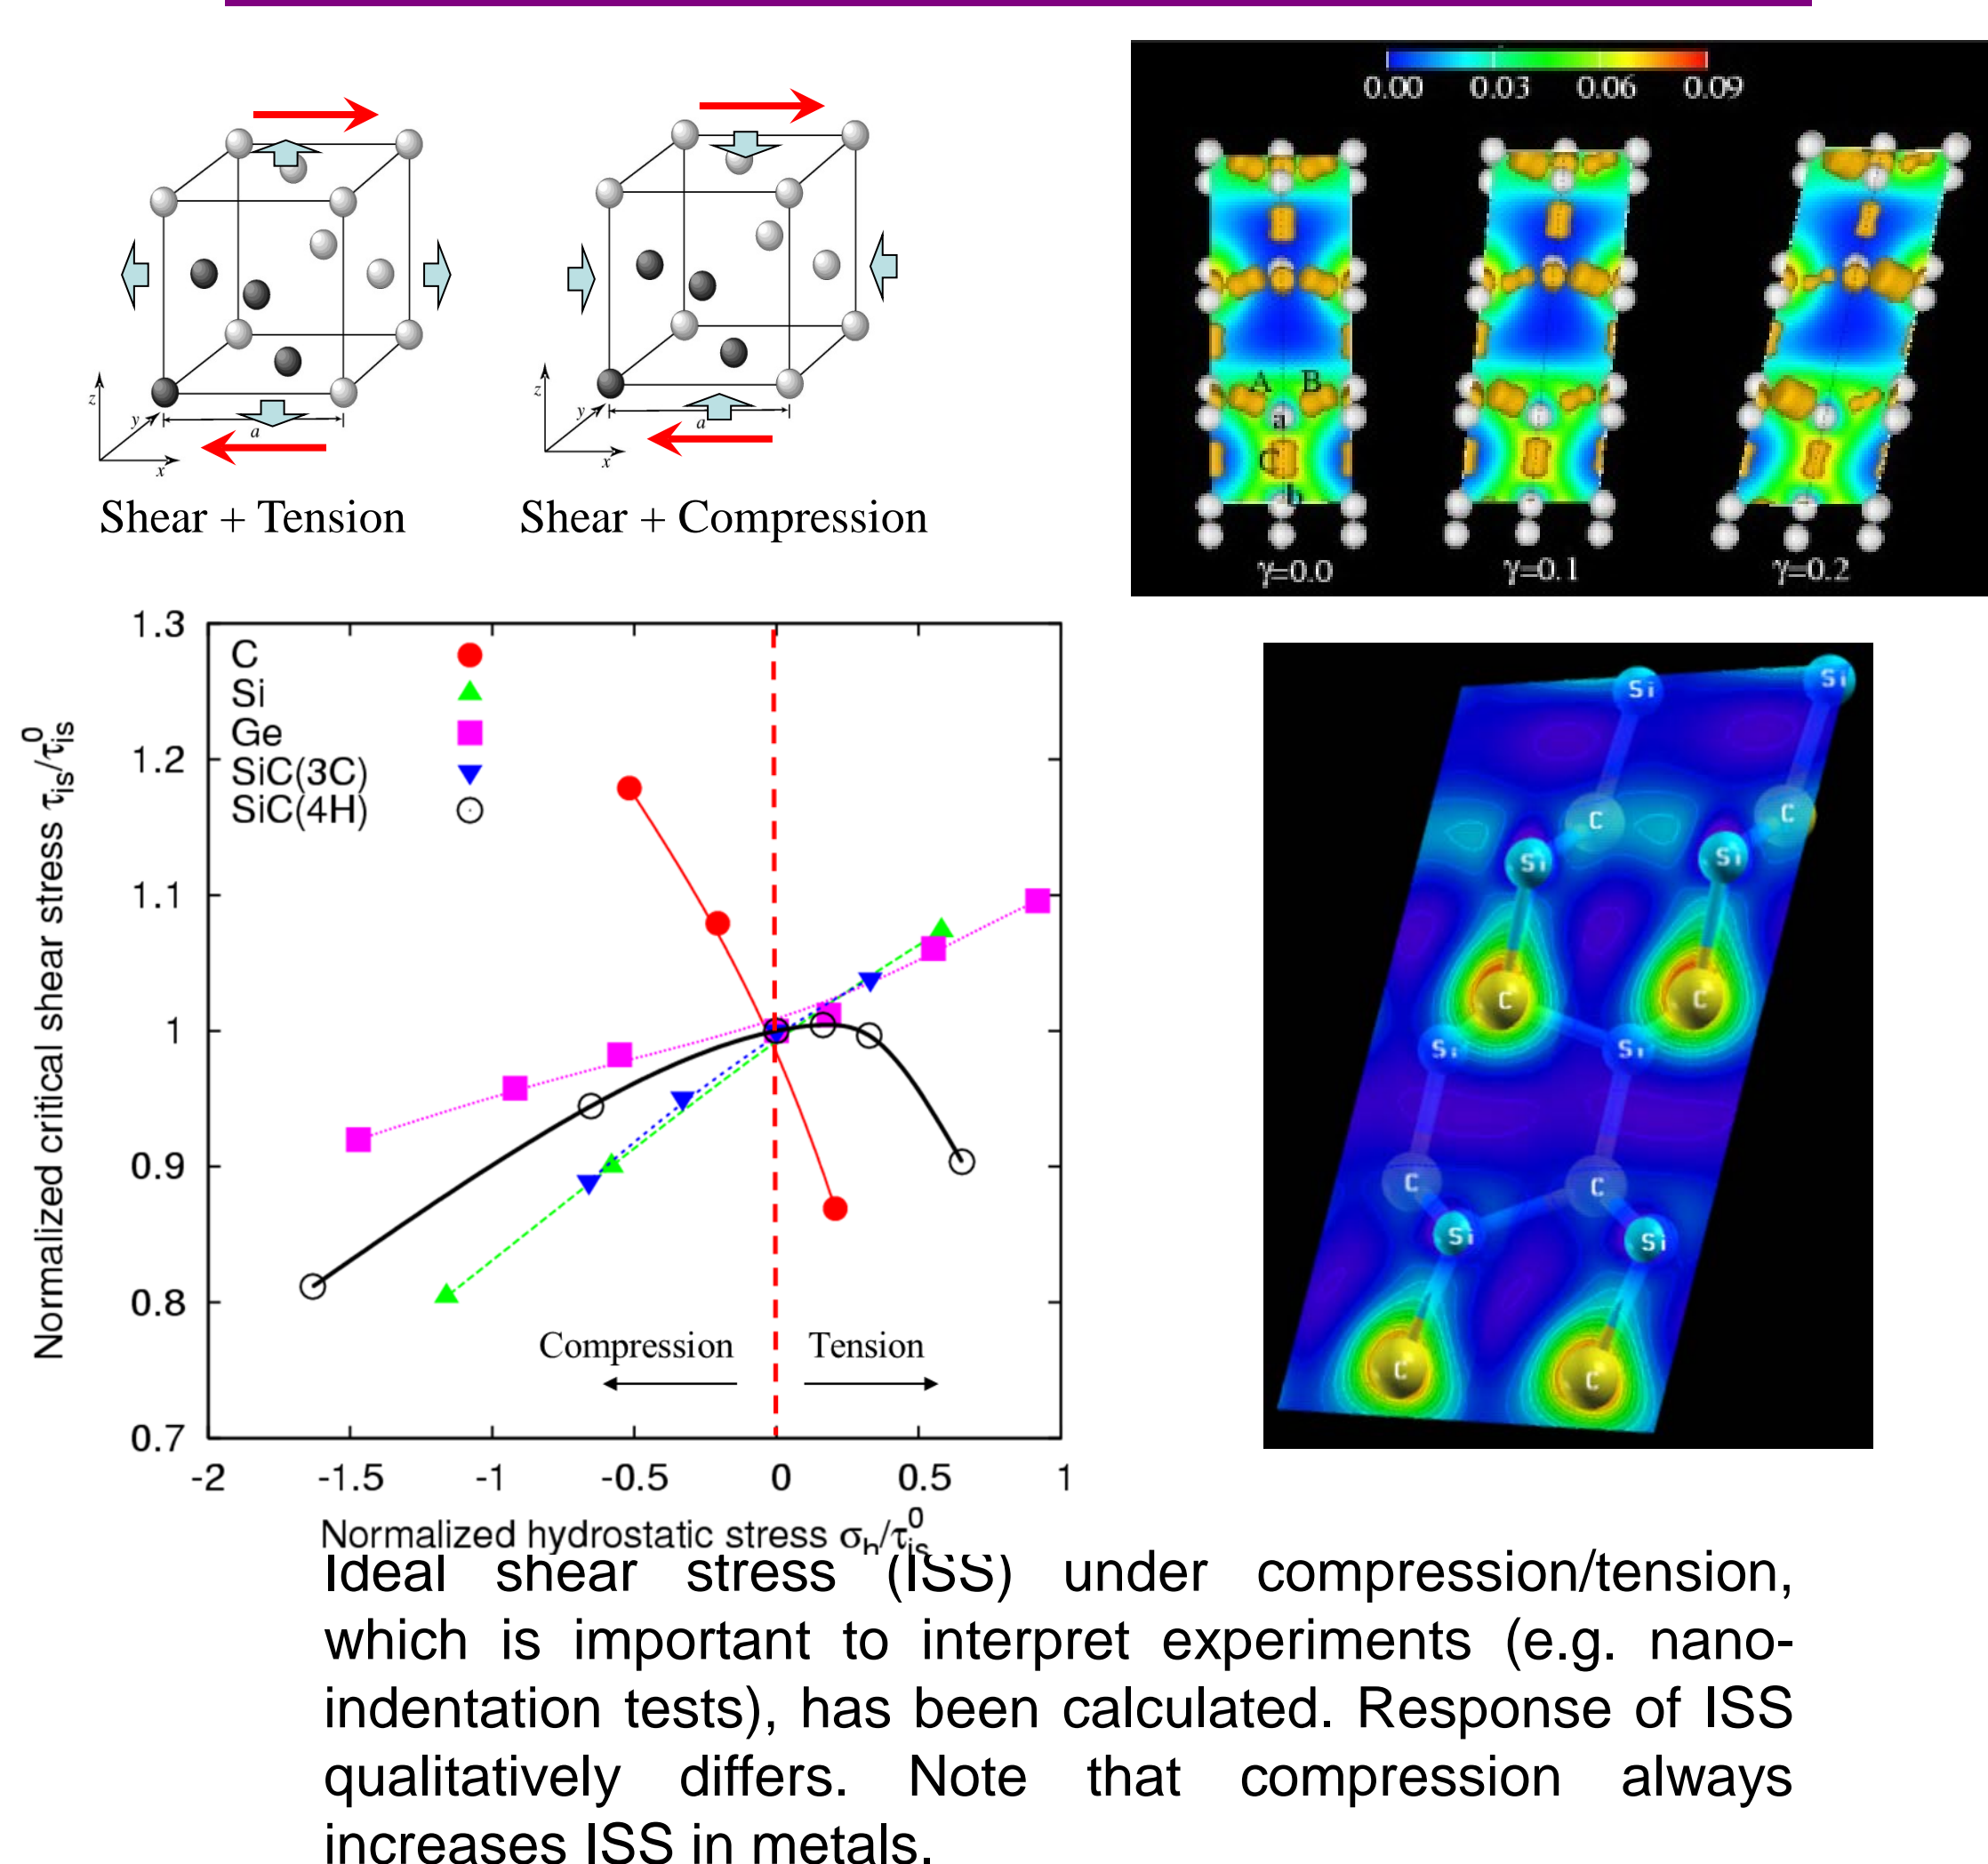 z
y
x
a
Shear + Tension
z
y
x
a
Shear + Compression
0.00 0.03 0.06 0.09
A B
a
C
b
γ=0.0 γ=0.1 γ=0.2
1.3
1.2
1.1
1
0.9
0.8
0.7
Normalized critical shear stress τis/τ0is
C
Si
Ge
SiC(3C)
SiC(4H)
Compression Tension
-2 -1.5 -1 -0.5 0 0.5 1
Normalized hydrostatic stress σh/τ0is
Si Si
C C
Si Si
C C
Si Si
C C
Si Si
C C
Ideal shear stress (ISS) under compression/tension,
which is important to interpret experiments (e.g. nano-
indentation tests), has been calculated. Response of ISS
qualitatively differs. Note that compression always
increases ISS in metals.